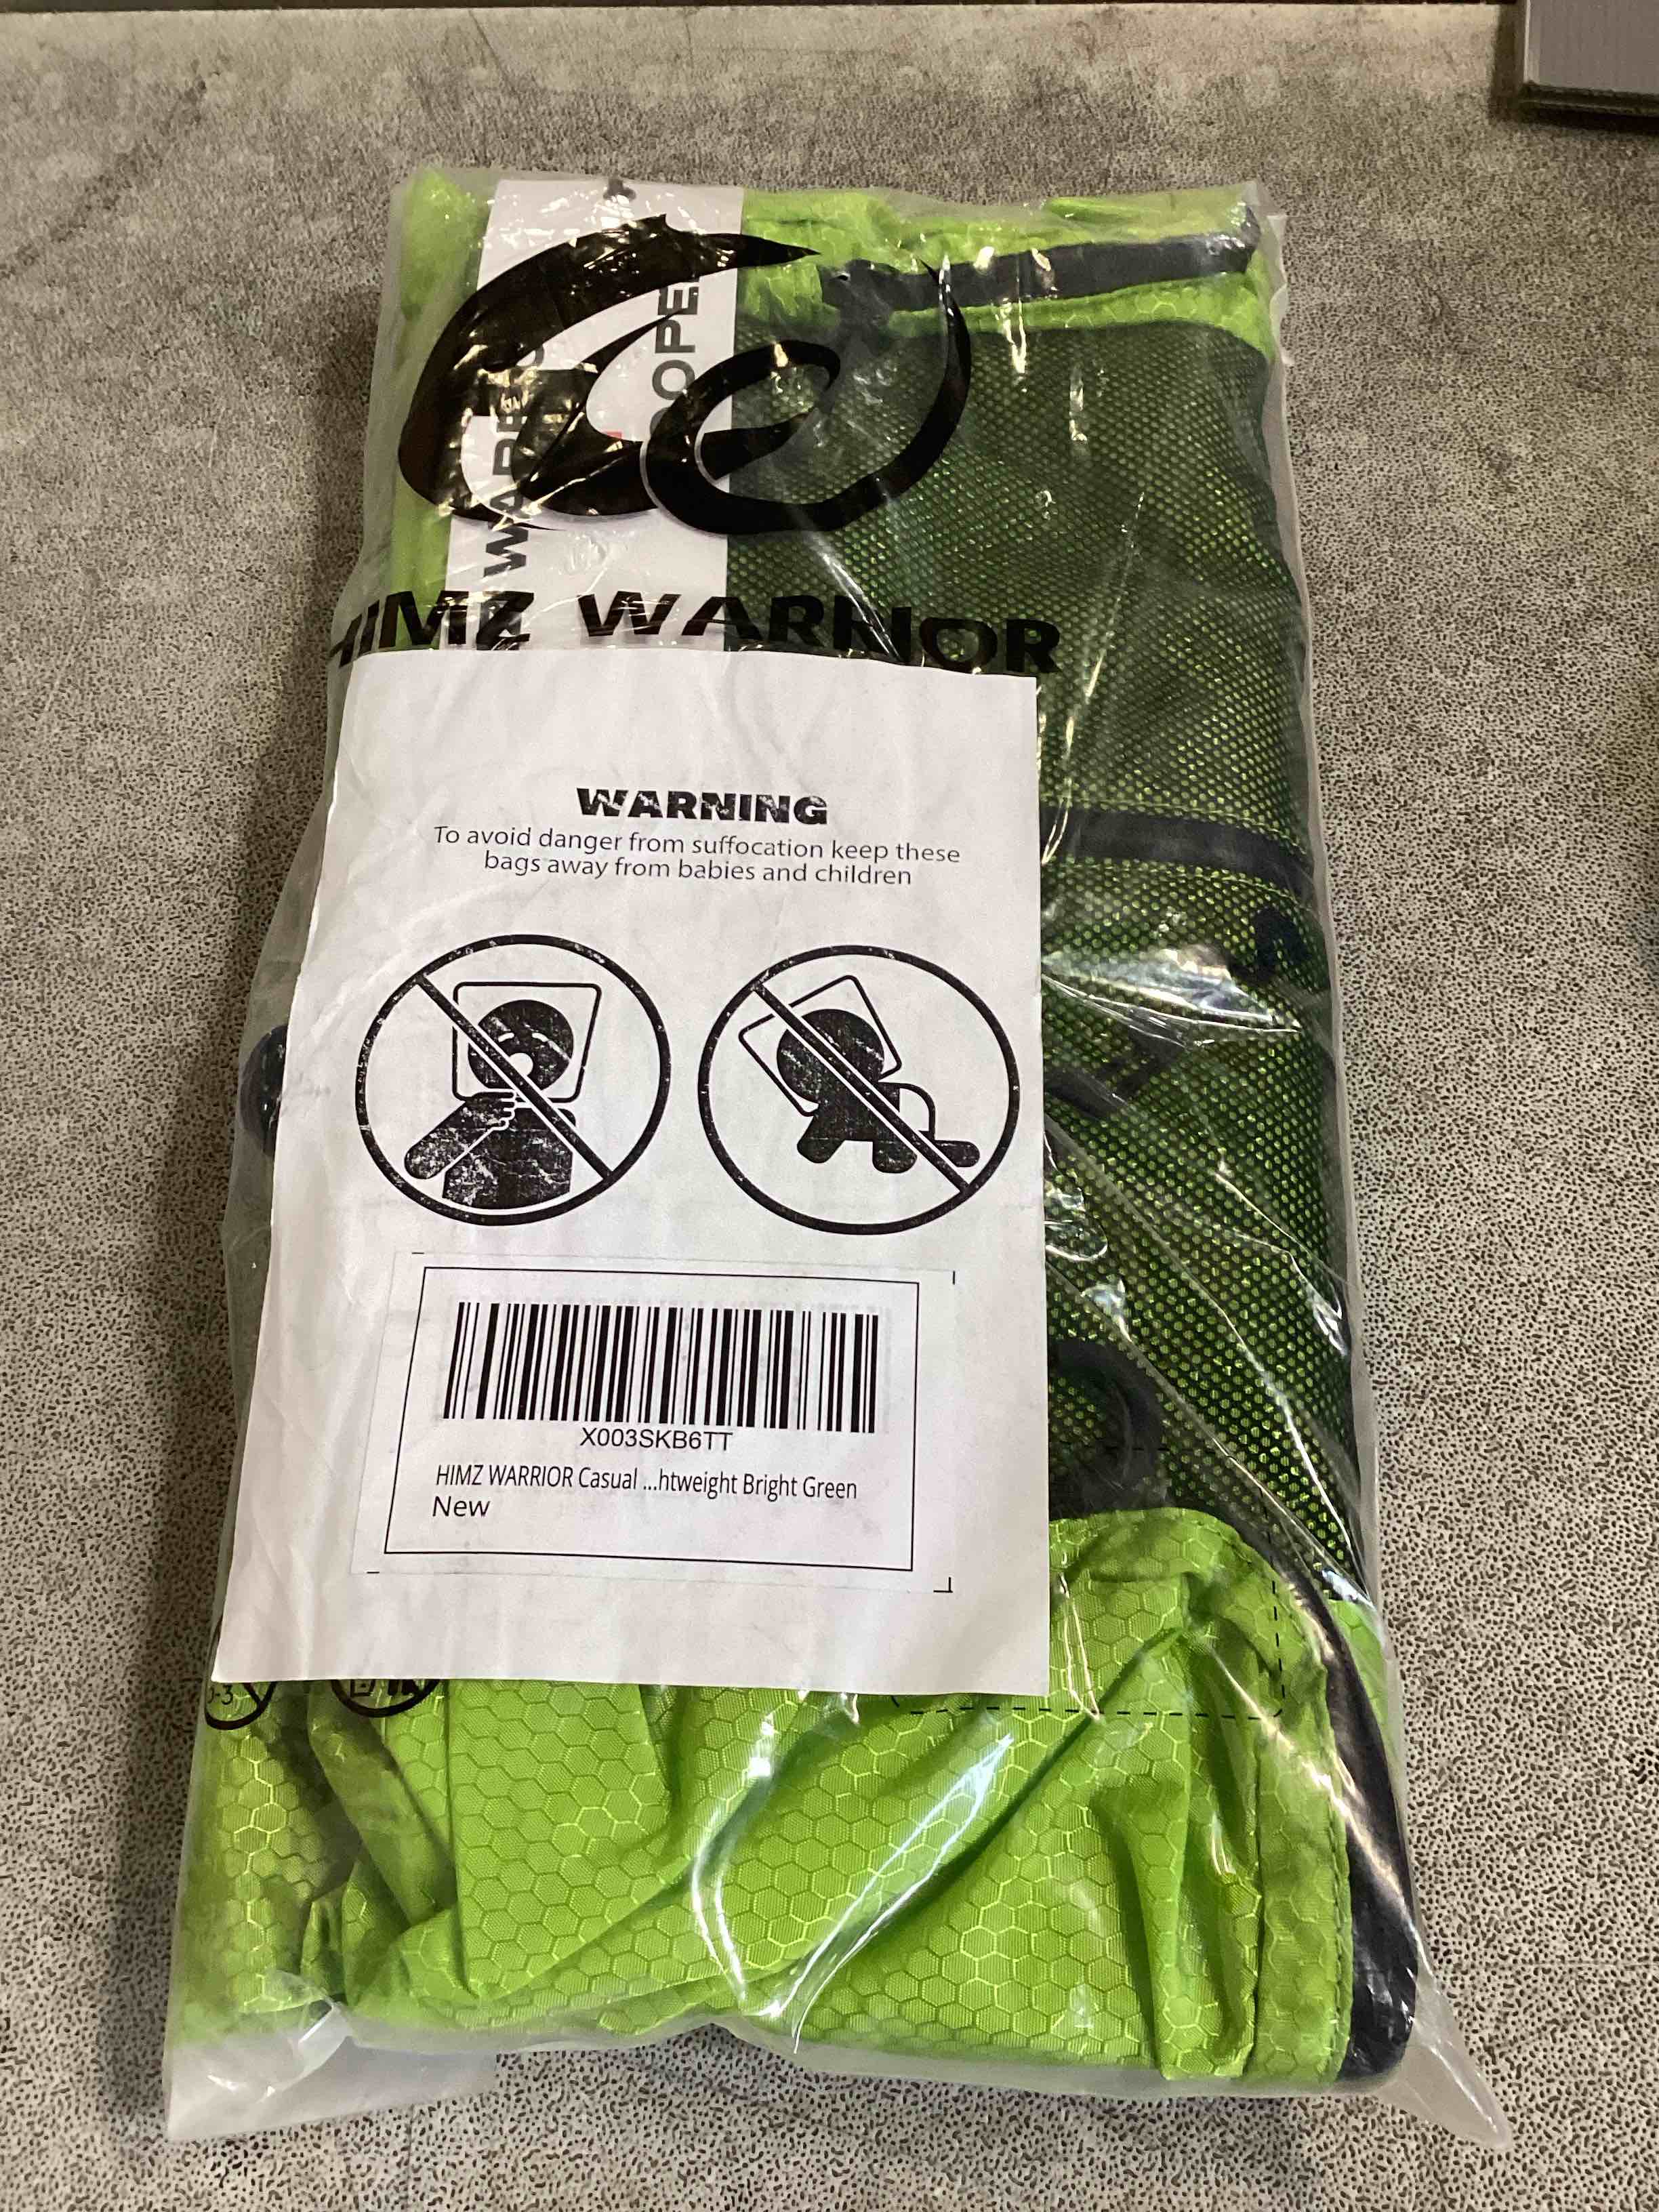 HIMZ WARRIOR
WARNING
To avoid danger from suffocation keep these
bags away from babies and children
X003SKB6TT
HIMZ WARRIOR Casual ...htweight Bright Green
New